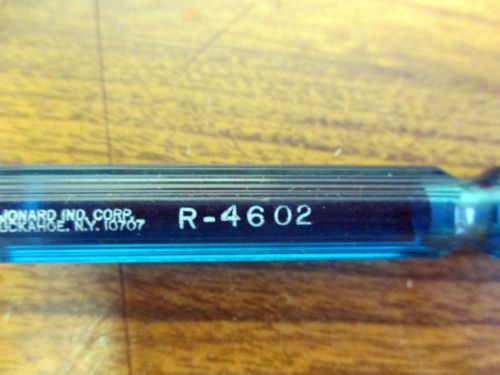 JONARD IND. CORP.
UCKAHOE, N.Y. 10707
R-4602